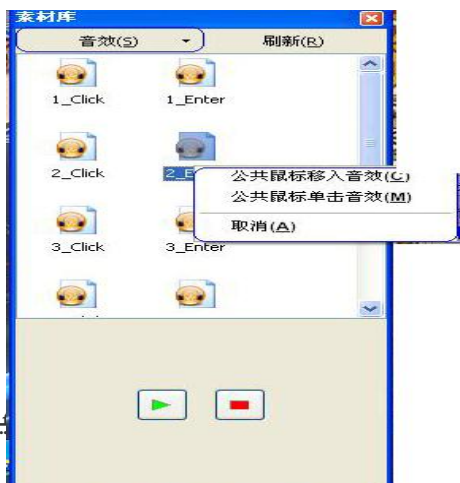 素材库
音效(S) 刷新(R)
1_Click 1_Enter
2_Click
公共鼠标移入音效(C)
公共鼠标单击音效(M)
取消(A)
3_Click 3_Enter